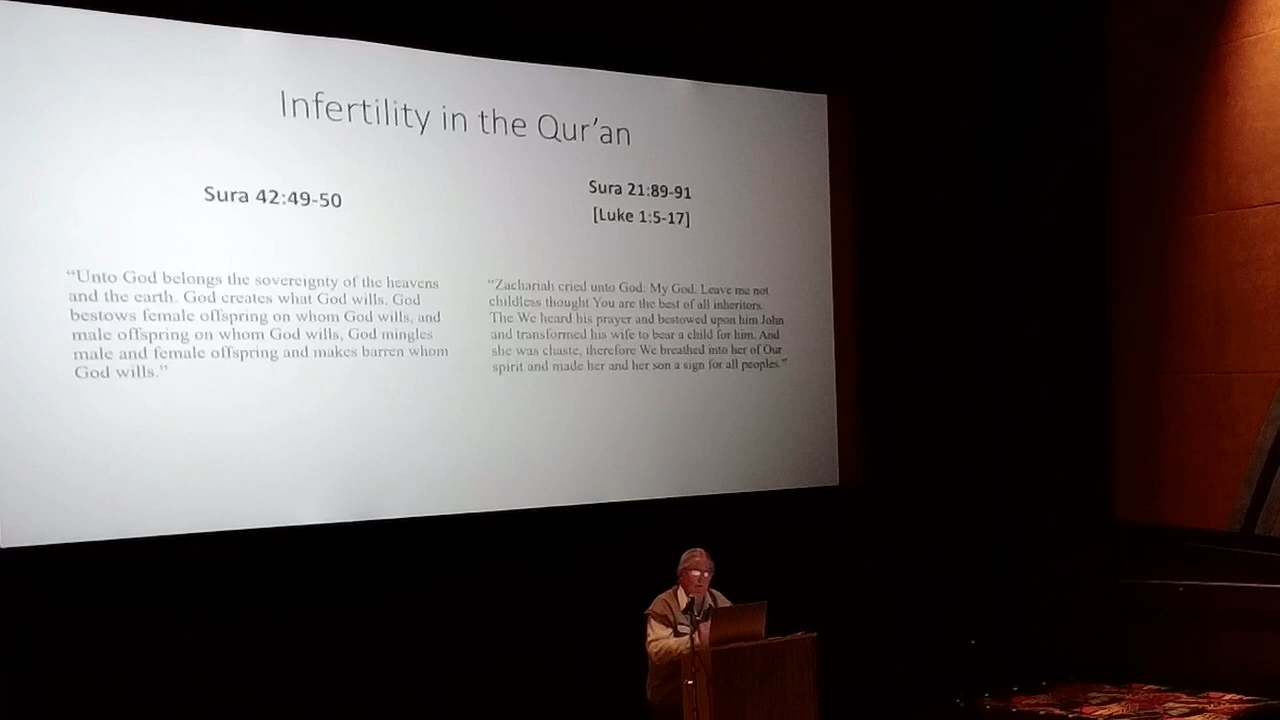 Infertility in the Qur'an
Sura 42:49-50
"Unto God belongs the sovereignty of the heavens
and the earth. God creates what God wills. God
bestows female offspring on whom God wills, and
male offspring on whom God wills, God mingles
male and female offspring and makes barren whom
God wills."
Sura 21:89-91
[Luke 1:5-17]
"Zachariah cried unto God. My God. Leave me not
childless thought You are the best of all inheritors.
The We heard his prayer and bestowed upon him John
and transformed his wife to bear a child for him. And
she was chaste, therefore We breathed into her of Our
spirit and made her and her son a sign for all peoples."